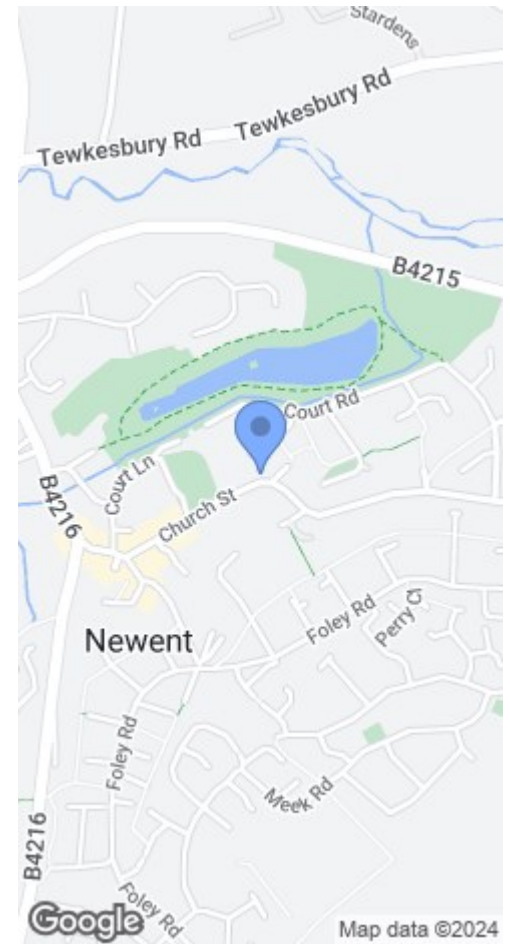 Stardens
Tewkesbury Rd
Tewkesbury Rd
B4215
Court Rd
Court Ln
B4216
Church St
Newent
Foley Rd
Perry Cl
Foley Rd
Meek Rd
B4216
Foley Rd
Google
Map data ©2024